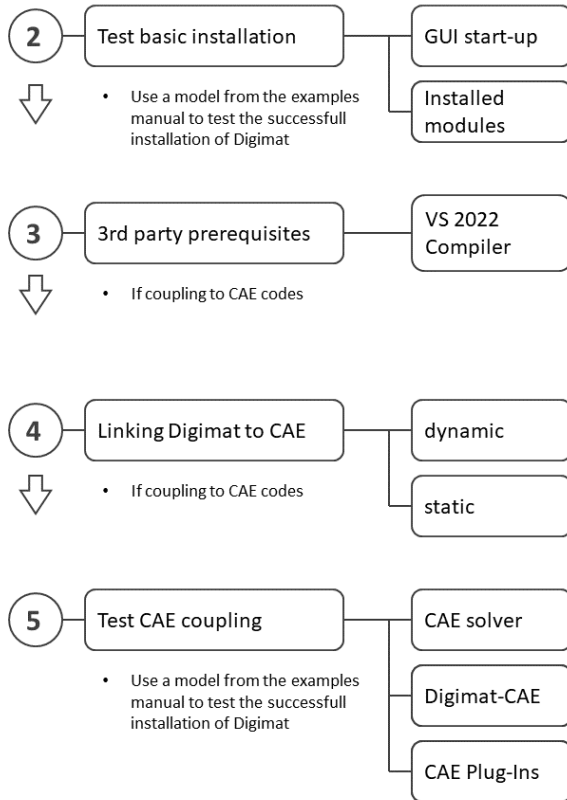 2
Test basic installation
GUI start-up
Installed
modules
• Use a model from the examples
manual to test the successfull
installation of Digimat
3
3rd party prerequisites
VS 2022
Compiler
• If coupling to CAE codes
4
Linking Digimat to CAE
dynamic
static
• If coupling to CAE codes
5
Test CAE coupling
CAE solver
Digimat-CAE
CAE Plug-Ins
• Use a model from the examples
manual to test the successfull
installation of Digimat